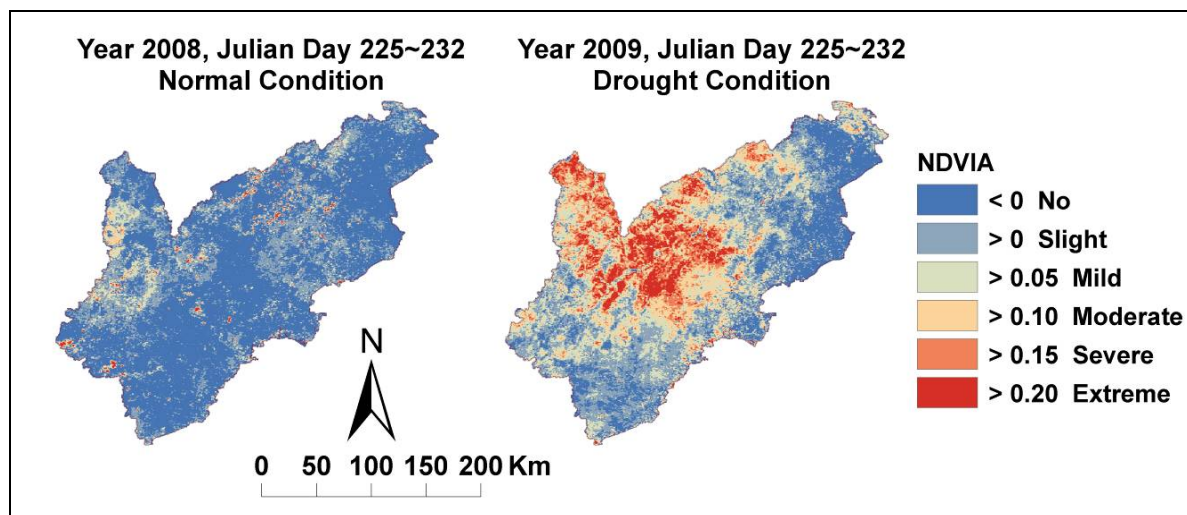 Year 2008, Julian Day 225~232
Normal Condition
Year 2009, Julian Day 225~232
Drought Condition
NDVIA
< 0 No
> 0 Slight
> 0.05 Mild
> 0.10 Moderate
> 0.15 Severe
> 0.20 Extreme
N
0 50 100 150 200 Km